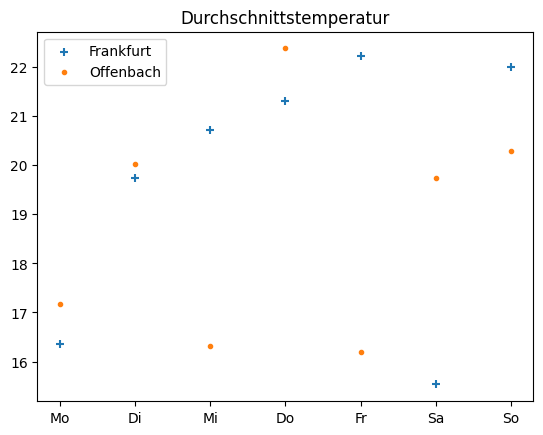 Durchschnittstemperatur
Frankfurt
Offenbach
22
21
20
19
18
17
16
Mo Di Mi Do Fr Sa So